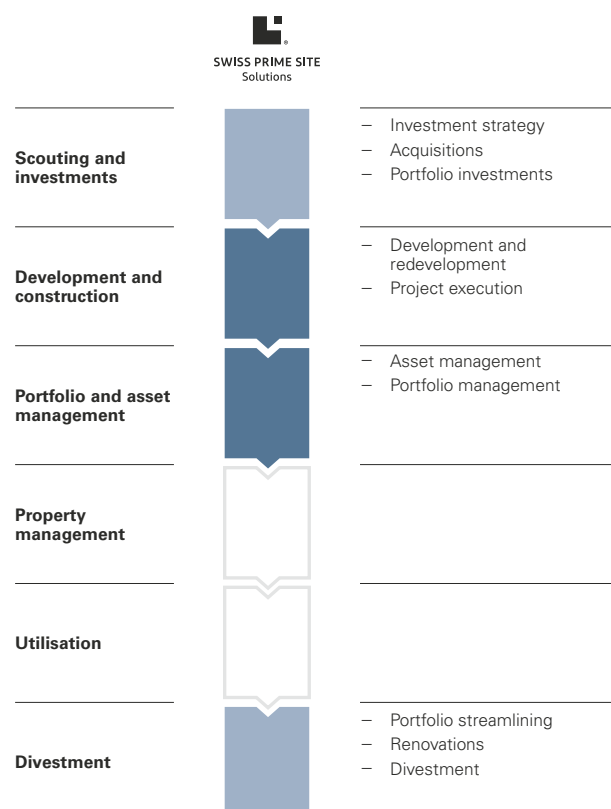 SWISS PRIME SITE
Solutions
Scouting and
investments
– Investment strategy
– Acquisitions
– Portfolio investments
Development and
construction
– Development and
redevelopment
– Project execution
Portfolio and asset
management
– Asset management
– Portfolio management
Property
management
Utilisation
Divestment
– Portfolio streamlining
– Renovations
– Divestment